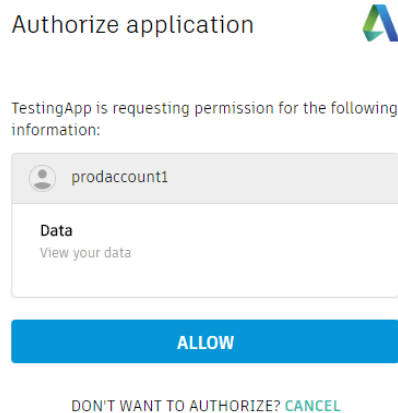 Authorize application
TestingApp is requesting permission for the following
information:
prodaccount1
Data
View your data
ALLOW
DON'T WANT TO AUTHORIZE? CANCEL